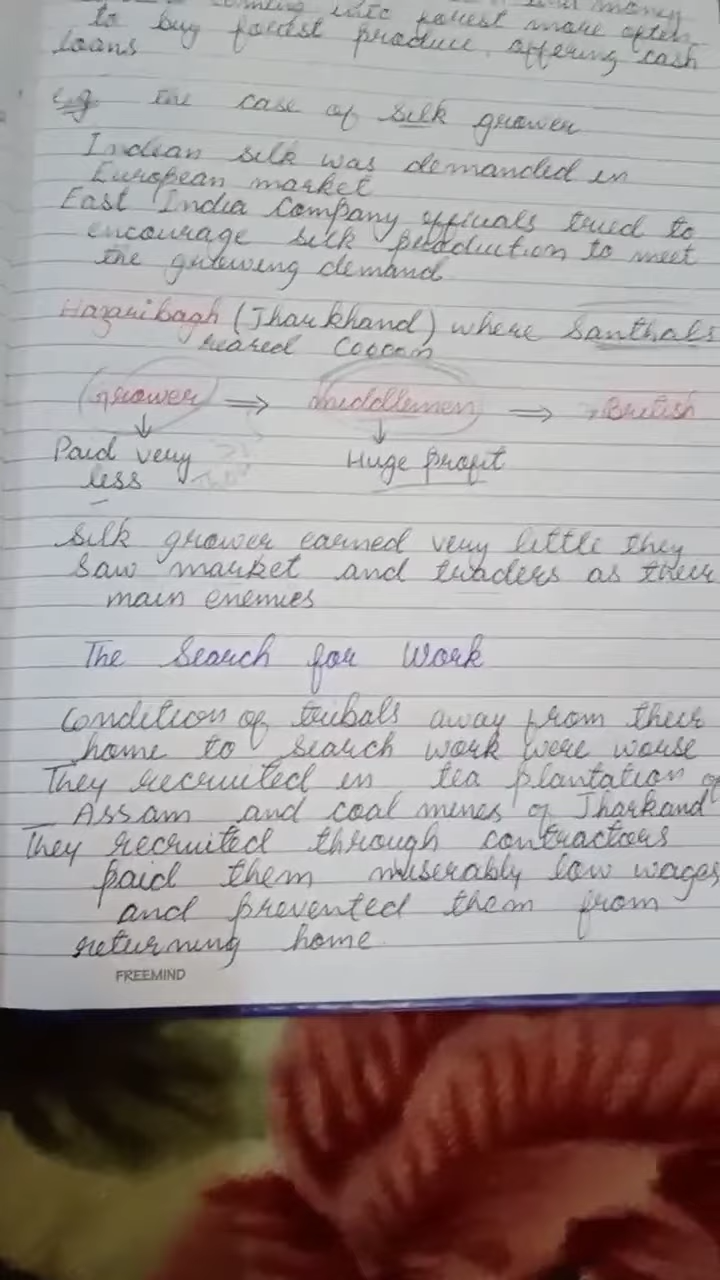 coming into forest more often
to buy forest produce, offering cash
loans
e.g. The case of silk grower
Indian silk was demanded in
European market
East India Company officials tried to
encourage silk production to meet
the growing demand
Hazaribagh (Jharkhand) where Santhals
reared Cocoon
grower ⇒ middlemen ⇒ British
↓ ↓
Paid very Huge profit
less
Silk grower earned very little they
saw market and traders as their
main enemies
The Search for Work
Condition of tribals away from their
home to search work were worse
They recruited in tea plantation of
Assam and coal mines of Jharkand
They recruited through contractors
paid them miserably low wages
and prevented them from
returning home.
FREEMIND